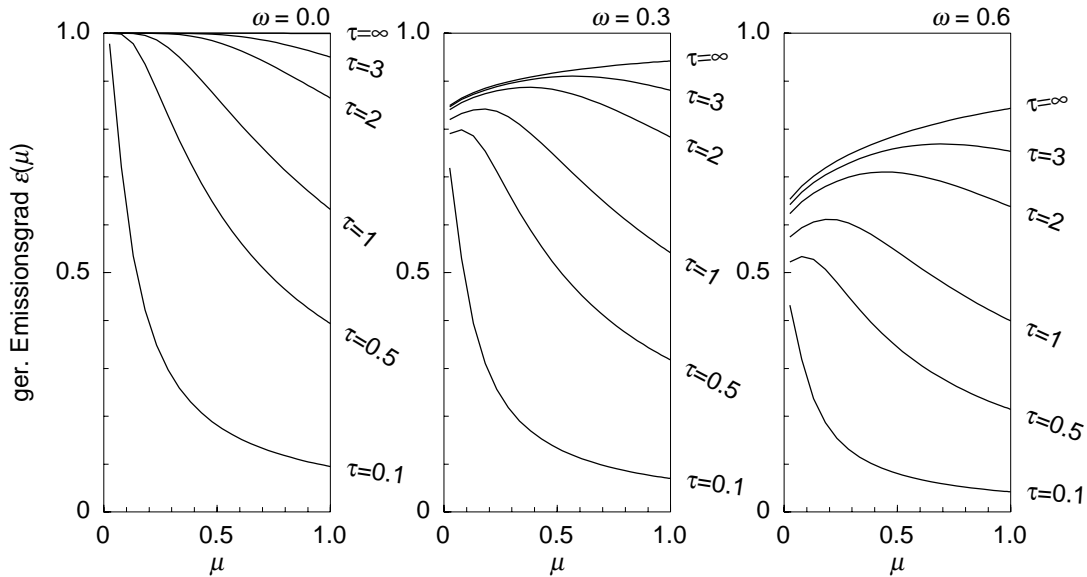 ω = 0.0
ω = 0.3
ω = 0.6
ger. Emissionsgrad ε(μ)
1.0
0.5
0
0
0.5
1.0
μ
τ=∞
τ=3
τ=2
τ=1
τ=0.5
τ=0.1
1.0
0.5
0
0
0.5
1.0
μ
τ=∞
τ=3
τ=2
τ=1
τ=0.5
τ=0.1
1.0
0.5
0
0
0.5
1.0
μ
τ=∞
τ=3
τ=2
τ=1
τ=0.5
τ=0.1